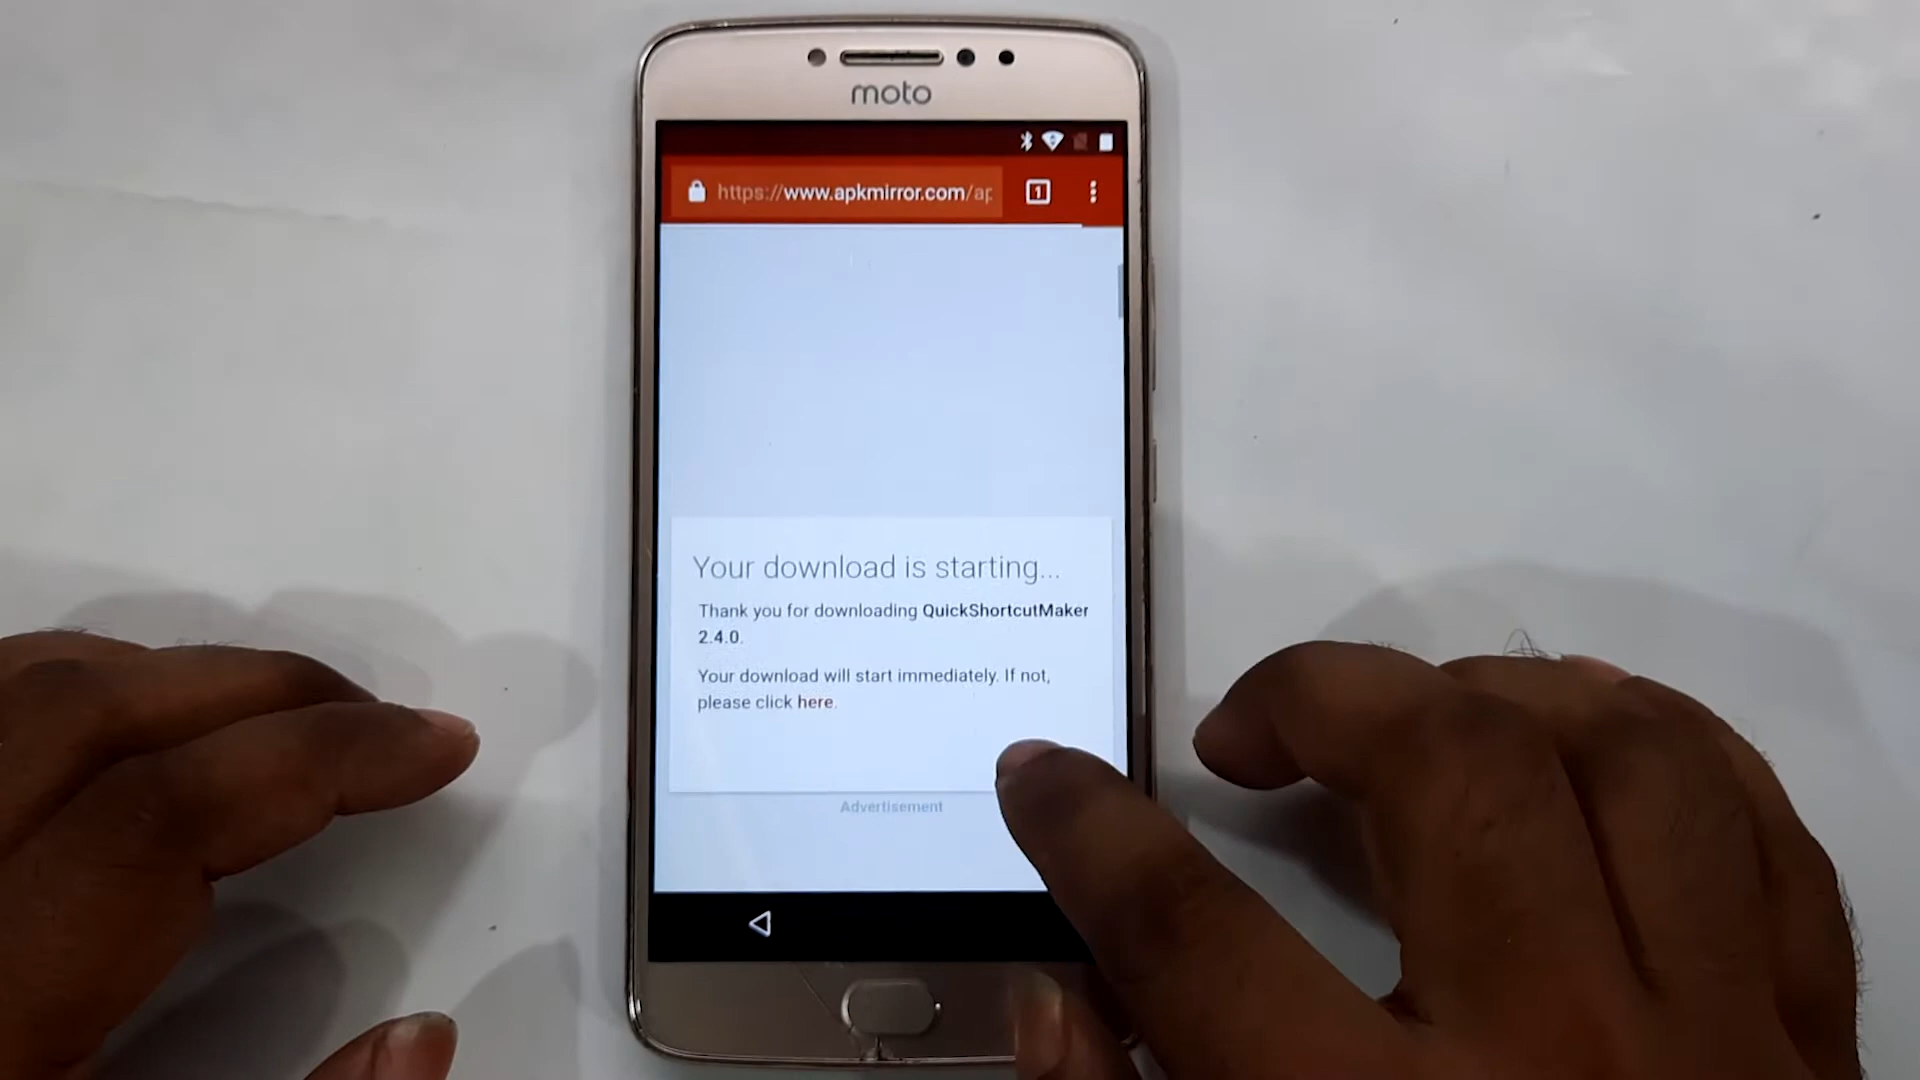 moto
https://www.apkmirror.com/ap
1
Your download is starting...
Thank you for downloading QuickShortcutMaker
2.4.0.
Your download will start immediately. If not,
please click here.
Advertisement